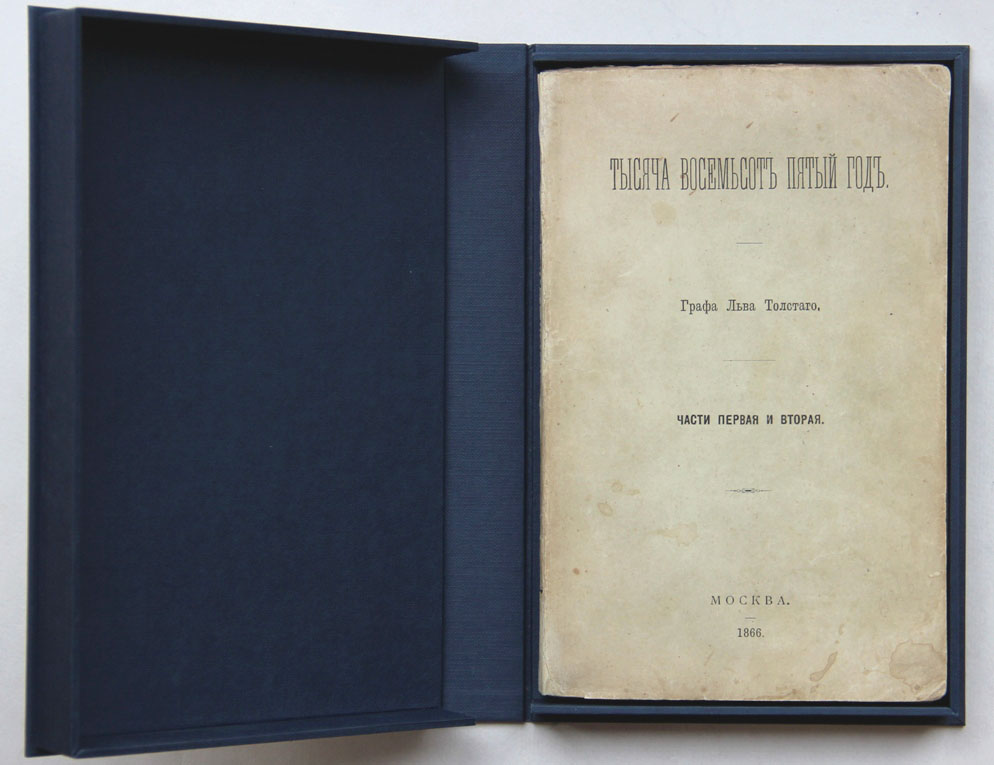 ТЫСЯЧА ВОСЕМЬСОТЪ ПЯТЫЙ ГОДЪ.
Графа Льва Толстаго.
ЧАСТИ ПЕРВАЯ И ВТОРАЯ.
МОСКВА.
1866.